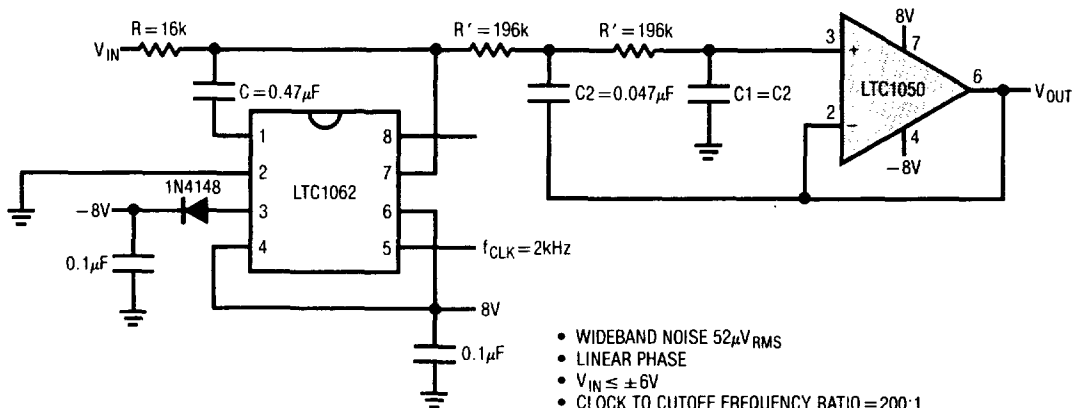 R=16k
R'=196k
R'=196k
V_IN
C=0.47μF
C2=0.047μF
C1=C2
8V
7
3
+
LTC1050
6
V_OUT
2
−
4
−8V
1
8
2
7
LTC1062
1N4148
−8V
3
6
4
5
f_CLK=2kHz
0.1μF
8V
0.1μF
• WIDEBAND NOISE 52μV_RMS
• LINEAR PHASE
• V_IN ≤ ±6V
• CLOCK TO CUTOFF FREQUENCY RATIO=200:1